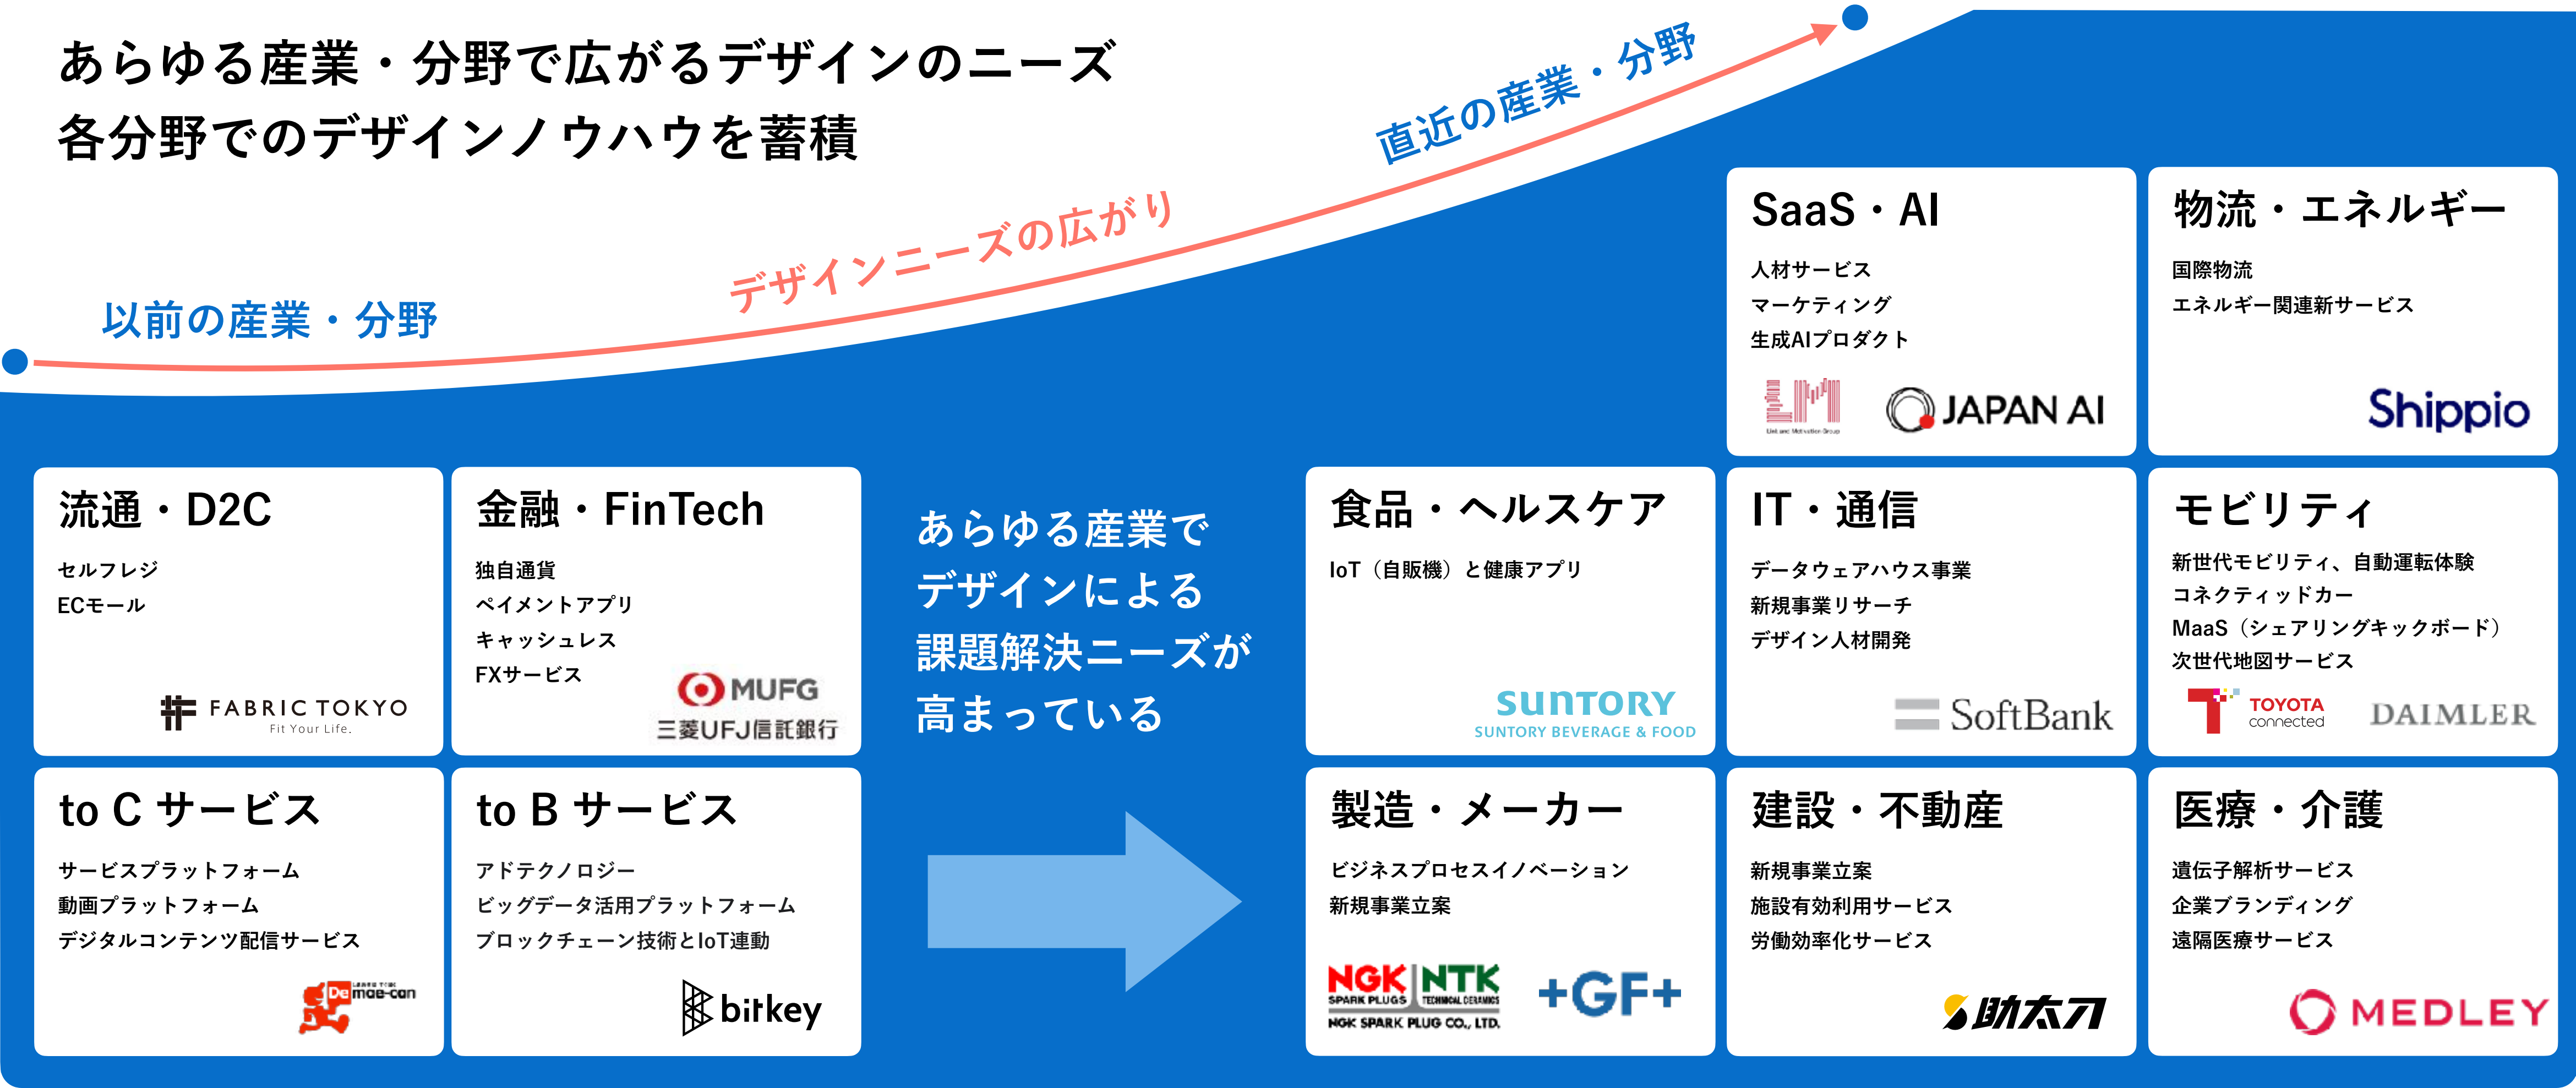 あらゆる産業・分野で広がるデザインのニーズ
各分野でのデザインノウハウを蓄積
以前の産業・分野
デザインニーズの広がり
直近の産業・分野
流通・D2C
セルフレジ
ECモール
FABRIC TOKYO
Fit Your Life.
金融・FinTech
独自通貨
ペイメントアプリ
キャッシュレス
FXサービス
MUFG
三菱UFJ信託銀行
to C サービス
サービスプラットフォーム
動画プラットフォーム
デジタルコンテンツ配信サービス
Demae-can
to B サービス
アドテクノロジー
ビッグデータ活用プラットフォーム
ブロックチェーン技術とIoT連動
bitkey
あらゆる産業で
デザインによる
課題解決ニーズが
高まっている
SaaS・AI
人材サービス
マーケティング
生成AIプロダクト
LM
Link and Motivation Group
JAPAN AI
物流・エネルギー
国際物流
エネルギー関連新サービス
Shippio
食品・ヘルスケア
IoT（自販機）と健康アプリ
SUNTORY
SUNTORY BEVERAGE & FOOD
IT・通信
データウェアハウス事業
新規事業リサーチ
デザイン人材開発
SoftBank
モビリティ
新世代モビリティ、自動運転体験
コネクティッドカー
MaaS（シェアリングキックボード）
次世代地図サービス
TOYOTA
connected
DAIMLER
製造・メーカー
ビジネスプロセスイノベーション
新規事業立案
NGK NTK
SPARK PLUGS TECHNICAL CERAMICS
NGK SPARK PLUG CO., LTD.
+GF+
建設・不動産
新規事業立案
施設有効利用サービス
労働効率化サービス
助太刀
医療・介護
遺伝子解析サービス
企業ブランディング
遠隔医療サービス
MEDLEY